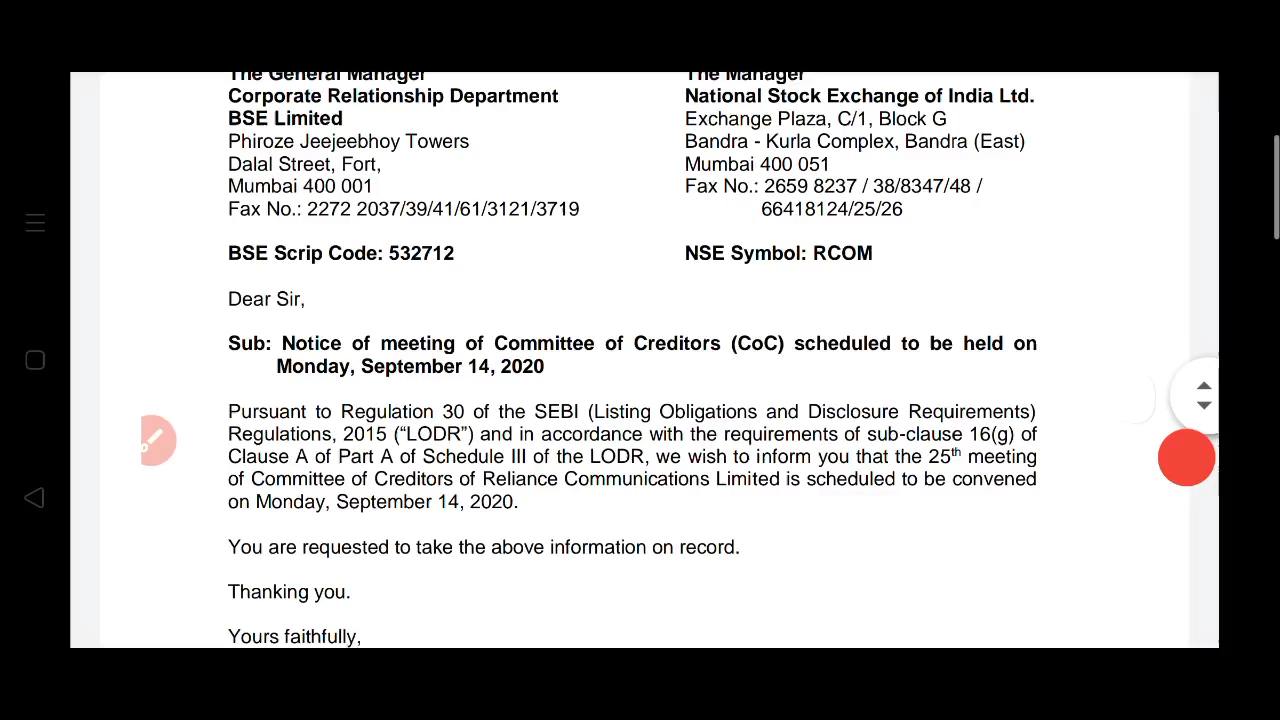 The General Manager
Corporate Relationship Department
BSE Limited
Phiroze Jeejeebhoy Towers
Dalal Street, Fort,
Mumbai 400 001
Fax No.: 2272 2037/39/41/61/3121/3719
BSE Scrip Code: 532712
The Manager
National Stock Exchange of India Ltd.
Exchange Plaza, C/1, Block G
Bandra - Kurla Complex, Bandra (East)
Mumbai 400 051
Fax No.: 2659 8237 / 38/8347/48 /
66418124/25/26
NSE Symbol: RCOM
Dear Sir,
Sub: Notice of meeting of Committee of Creditors (CoC) scheduled to be held on
Monday, September 14, 2020
Pursuant to Regulation 30 of the SEBI (Listing Obligations and Disclosure Requirements)
Regulations, 2015 (“LODR”) and in accordance with the requirements of sub-clause 16(g) of
Clause A of Part A of Schedule III of the LODR, we wish to inform you that the 25th meeting
of Committee of Creditors of Reliance Communications Limited is scheduled to be convened
on Monday, September 14, 2020.
You are requested to take the above information on record.
Thanking you.
Yours faithfully,